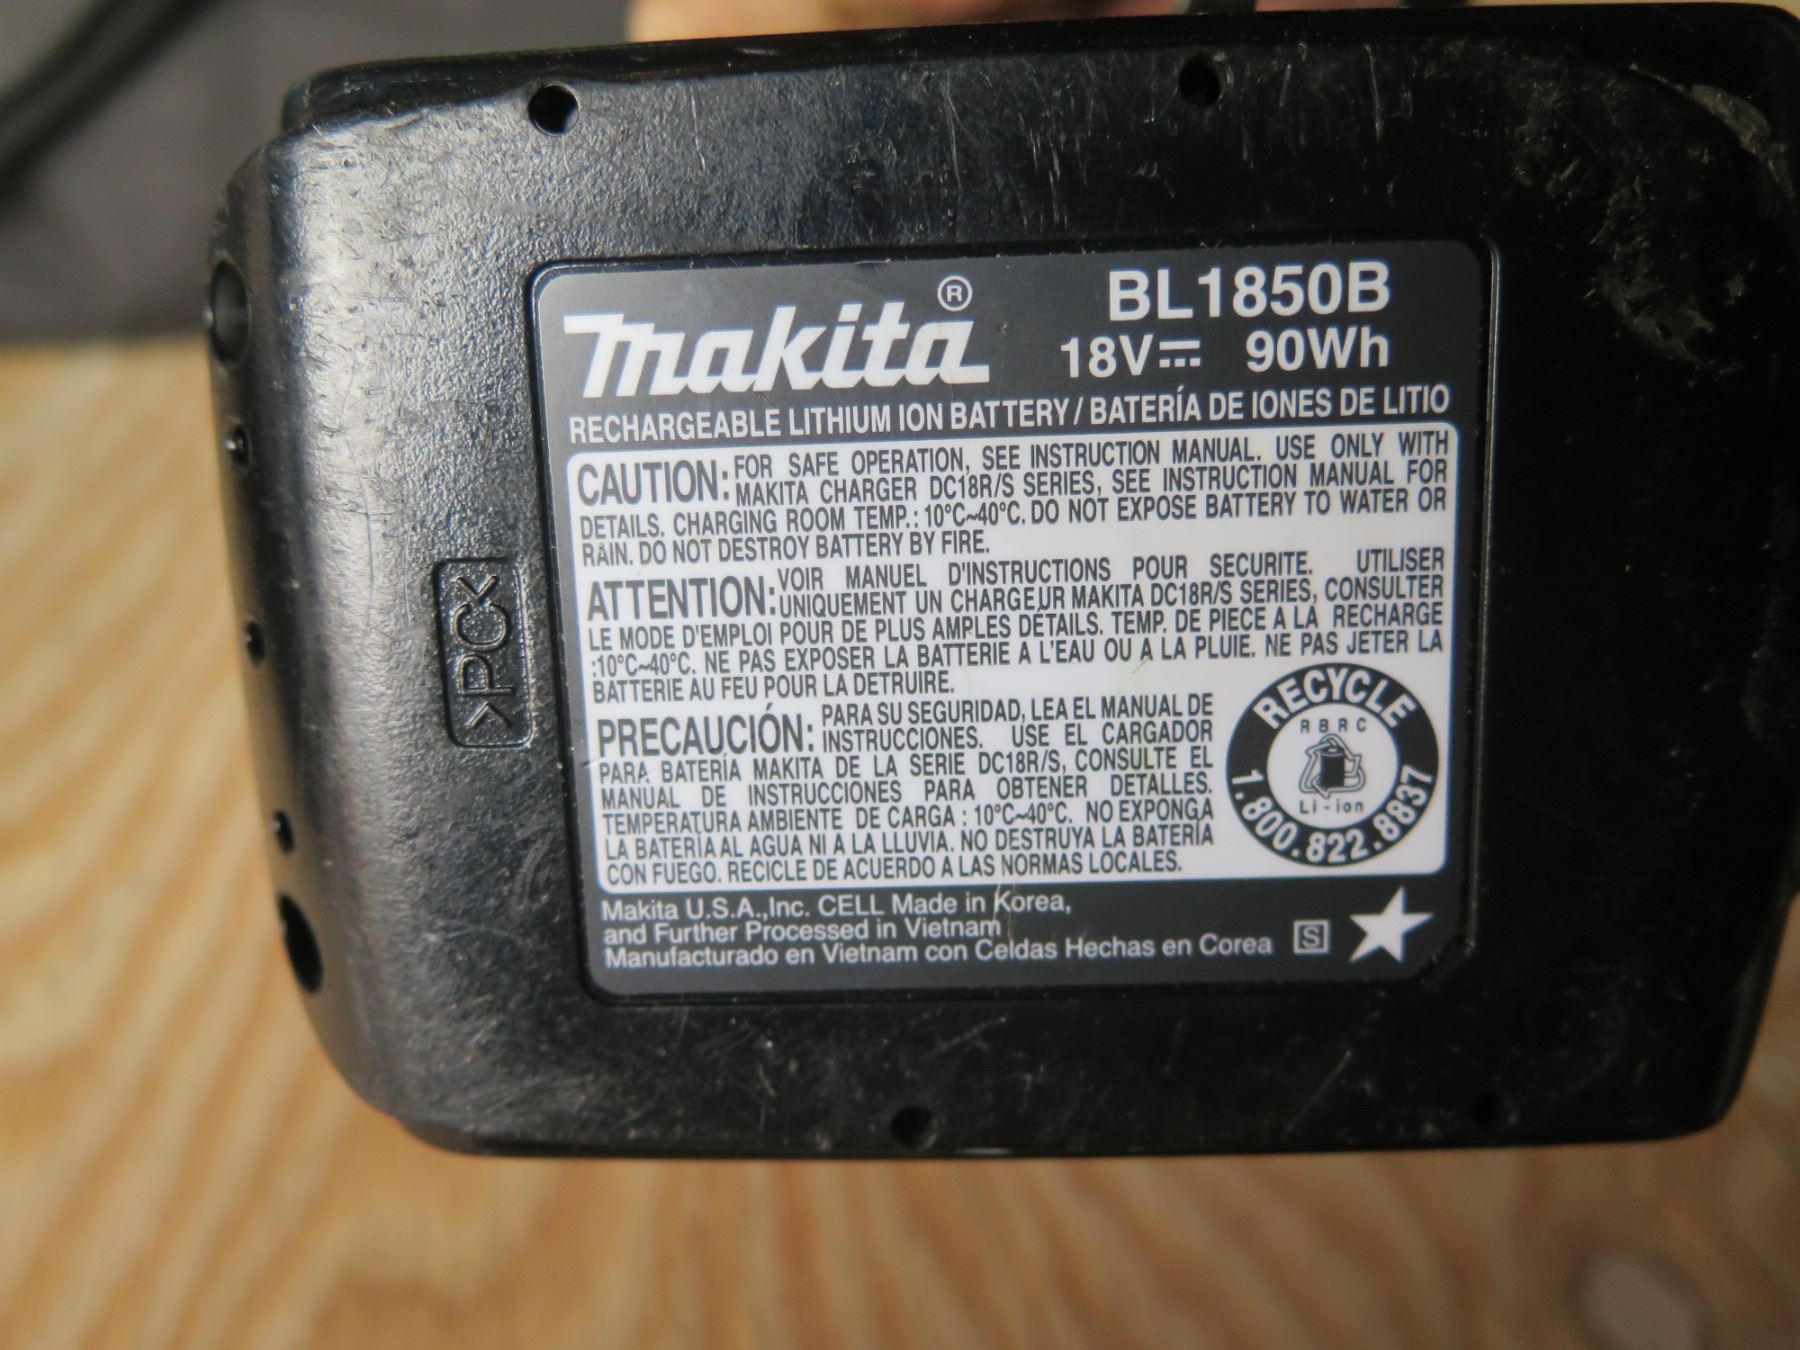 makita®
BL1850B
18V⎓ 90Wh
RECHARGEABLE LITHIUM ION BATTERY / BATERÍA DE IONES DE LITIO
CAUTION: FOR SAFE OPERATION, SEE INSTRUCTION MANUAL. USE ONLY WITH
MAKITA CHARGER DC18R/S SERIES, SEE INSTRUCTION MANUAL FOR
DETAILS. CHARGING ROOM TEMP.: 10°C~40°C. DO NOT EXPOSE BATTERY TO WATER OR
RAIN. DO NOT DESTROY BATTERY BY FIRE.
ATTENTION: VOIR MANUEL D'INSTRUCTIONS POUR SECURITE. UTILISER
UNIQUEMENT UN CHARGEUR MAKITA DC18R/S SERIES, CONSULTER
LE MODE D'EMPLOI POUR DE PLUS AMPLES DÉTAILS. TEMP. DE PIECE A LA RECHARGE
:10°C~40°C. NE PAS EXPOSER LA BATTERIE A L'EAU OU A LA PLUIE. NE PAS JETER LA
BATTERIE AU FEU POUR LA DETRUIRE.
PRECAUCIÓN: PARA SU SEGURIDAD, LEA EL MANUAL DE
INSTRUCCIONES. USE EL CARGADOR
PARA BATERÍA MAKITA DE LA SERIE DC18R/S, CONSULTE EL
MANUAL DE INSTRUCCIONES PARA OBTENER DETALLES.
TEMPERATURA AMBIENTE DE CARGA : 10°C~40°C. NO EXPONGA
LA BATERÍA AL AGUA NI A LA LLUVIA. NO DESTRUYA LA BATERÍA
CON FUEGO. RECICLE DE ACUERDO A LAS NORMAS LOCALES.
RECYCLE
RBRC
Li-ion
1.800.822.8837
Makita U.S.A.,Inc. CELL Made in Korea,
and Further Processed in Vietnam
Manufacturado en Vietnam con Celdas Hechas en Corea
S
>PC<